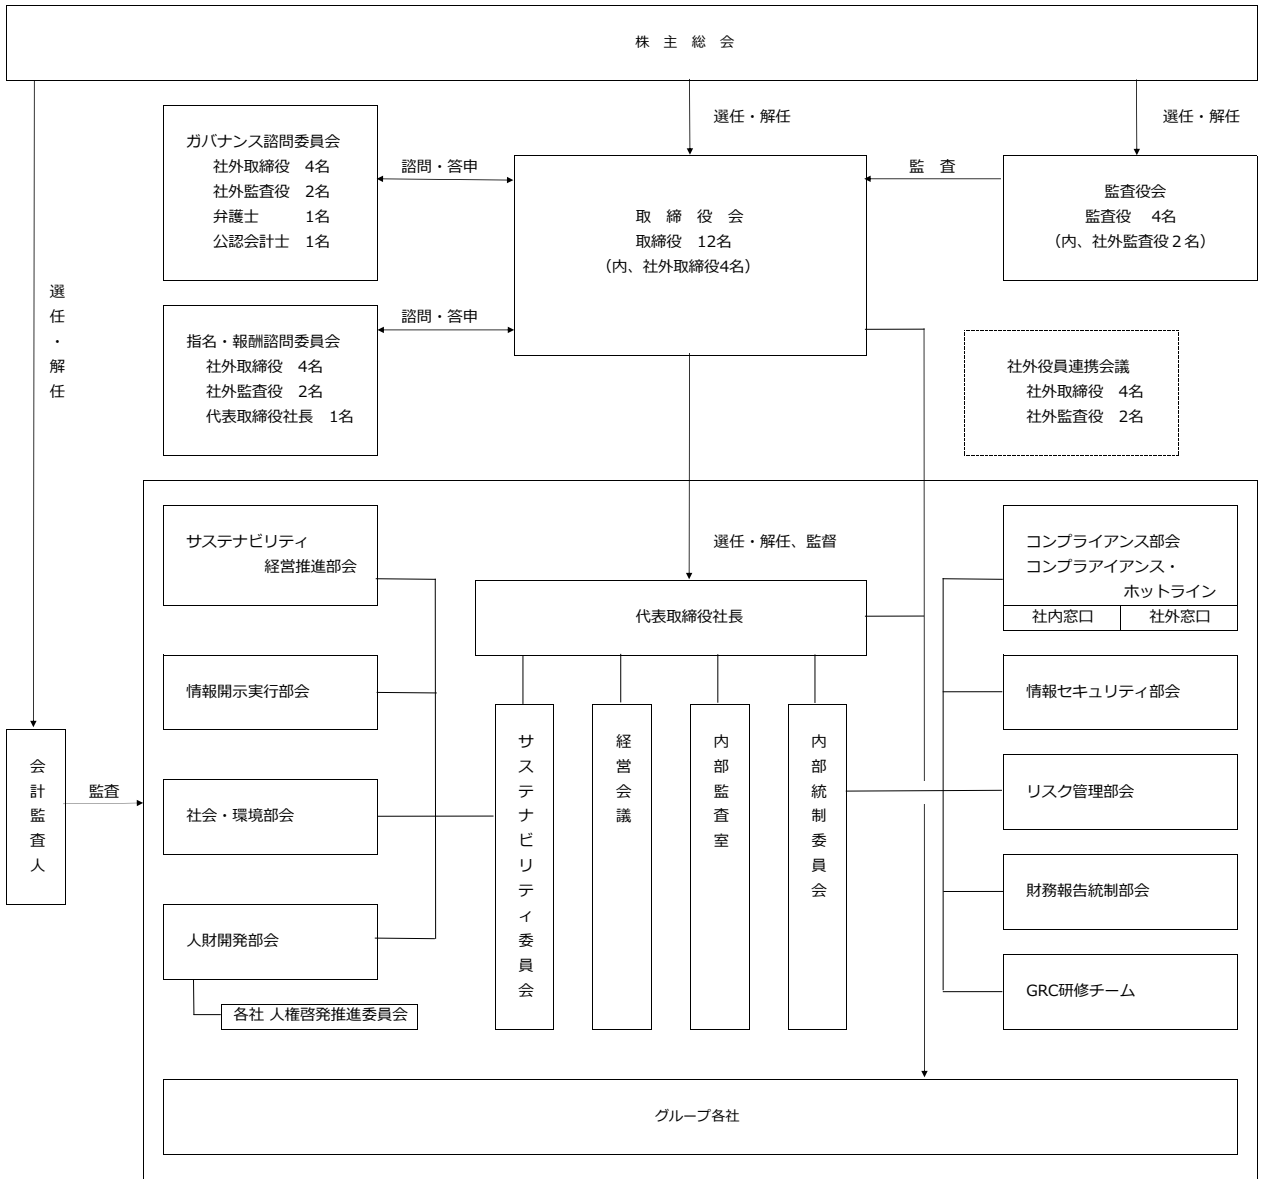 株　主　総　会
選任・解任
選任・解任
ガバナンス諮問委員会
社外取締役　4名
社外監査役　2名
弁護士　　　1名
公認会計士　1名
諮問・答申
取　締　役　会
取締役　12名
（内、社外取締役4名）
監　査
監査役会
監査役　4名
（内、社外監査役２名）
選任・解任
指名・報酬諮問委員会
社外取締役　4名
社外監査役　2名
代表取締役社長　1名
諮問・答申
社外役員連携会議
社外取締役　4名
社外監査役　2名
サステナビリティ
経営推進部会
選任・解任、監督
代表取締役社長
コンプライアンス部会
コンプラアイアンス・
ホットライン
社内窓口
社外窓口
情報開示実行部会
情報セキュリティ部会
会計監査人
監査
社会・環境部会
サステナビリティ委員会
経営会議
内部監査室
内部統制委員会
リスク管理部会
人財開発部会
財務報告統制部会
各社 人権啓発推進委員会
GRC研修チーム
グループ各社